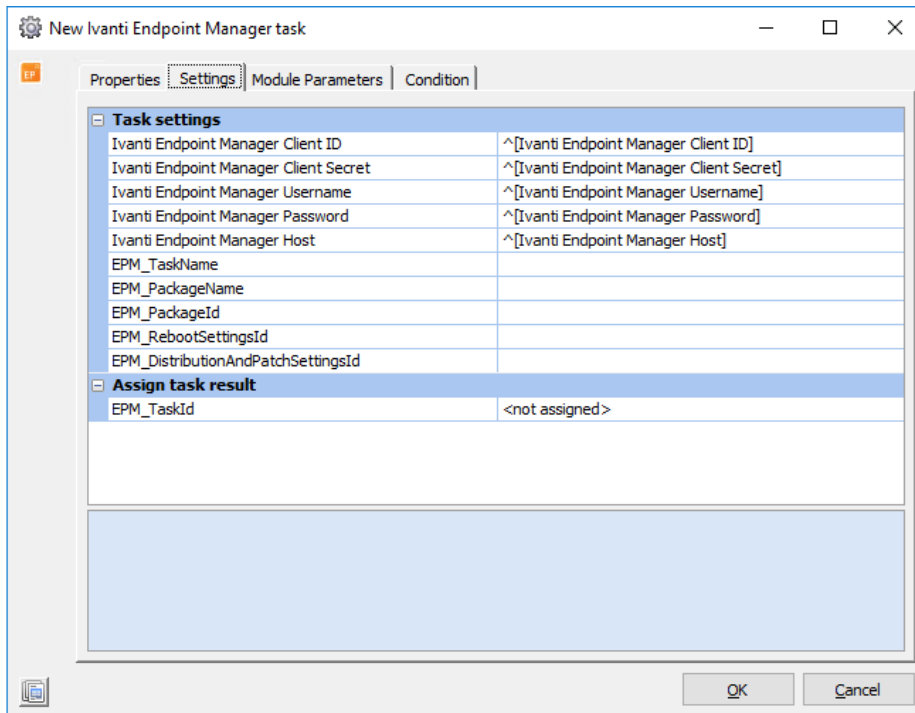 New Ivanti Endpoint Manager task
EP
Properties Settings Module Parameters Condition
Task settings
Ivanti Endpoint Manager Client ID ^[Ivanti Endpoint Manager Client ID]
Ivanti Endpoint Manager Client Secret ^[Ivanti Endpoint Manager Client Secret]
Ivanti Endpoint Manager Username ^[Ivanti Endpoint Manager Username]
Ivanti Endpoint Manager Password ^[Ivanti Endpoint Manager Password]
Ivanti Endpoint Manager Host ^[Ivanti Endpoint Manager Host]
EPM_TaskName
EPM_PackageName
EPM_PackageId
EPM_RebootSettingsId
EPM_DistributionAndPatchSettingsId
Assign task result
EPM_TaskId <not assigned>
OK Cancel